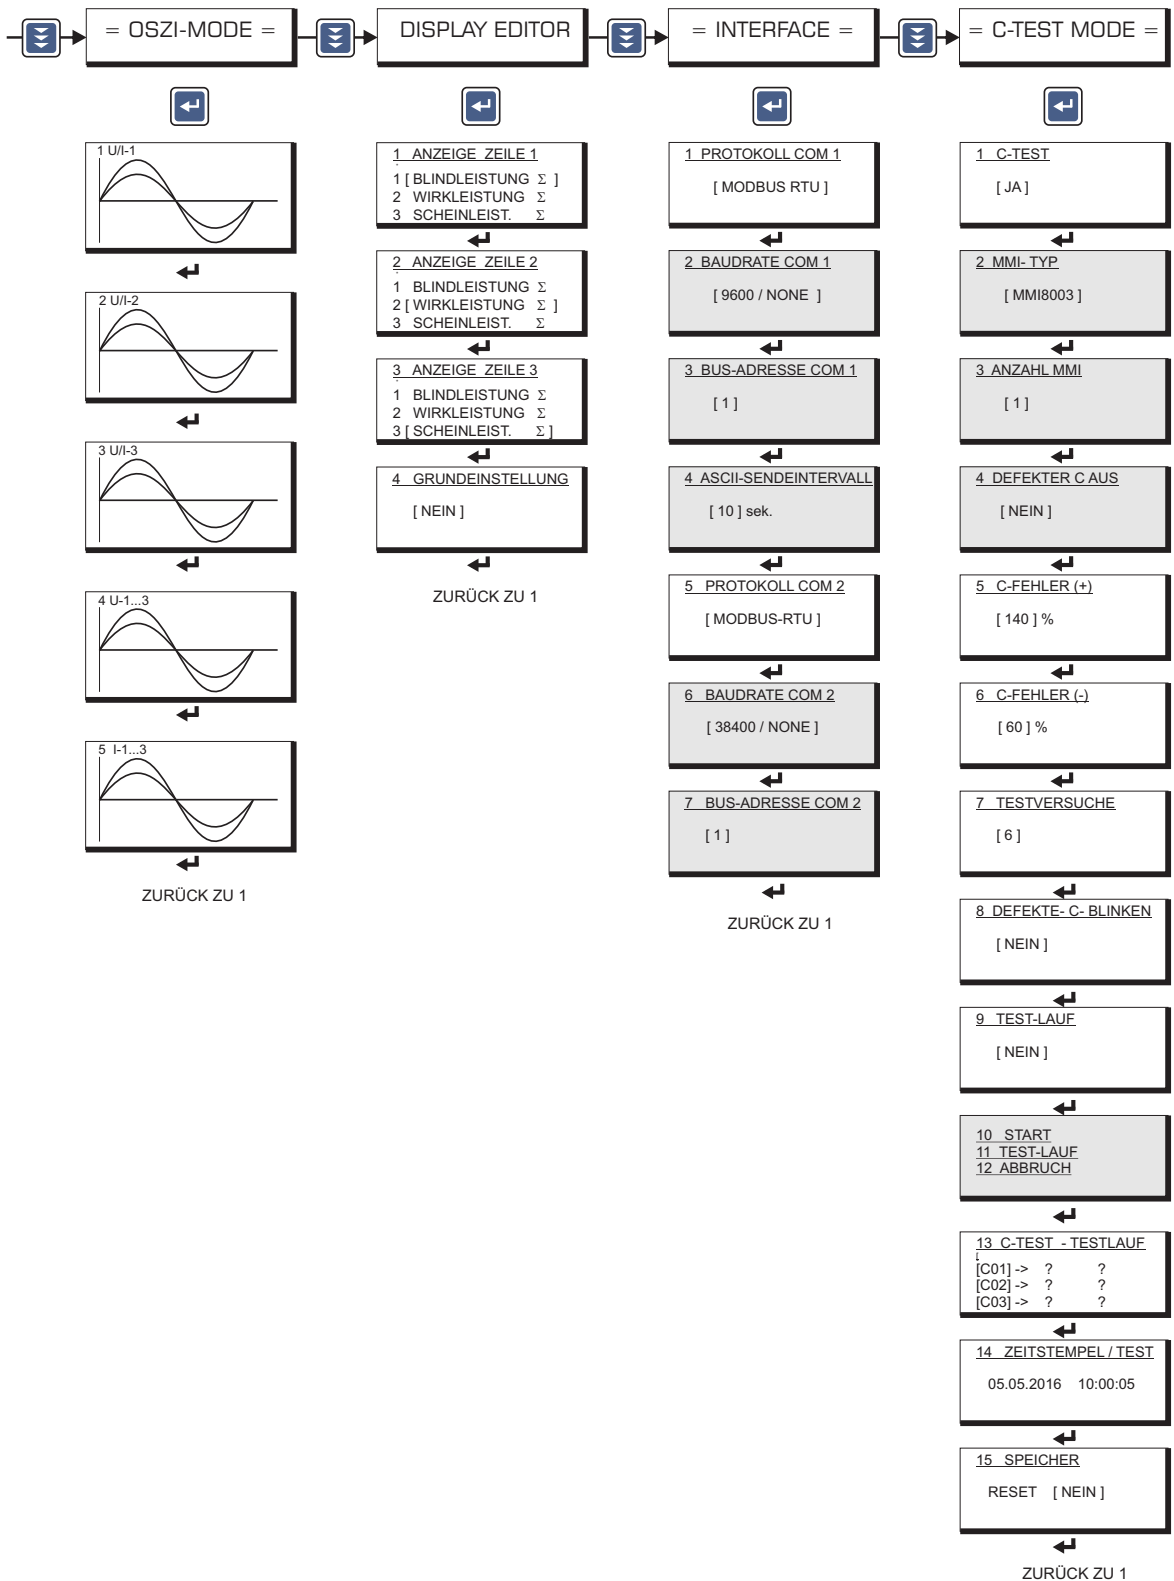 = OSZI-MODE =
DISPLAY EDITOR
= INTERFACE =
= C-TEST MODE =
1 U/I-1
2 U/I-2
3 U/I-3
4 U-1...3
5 I-1...3
ZURÜCK ZU 1
1 ANZEIGE ZEILE 1
1 [ BLINDLEISTUNG Σ ]
2 WIRKLEISTUNG Σ
3 SCHEINLEIST. Σ
2 ANZEIGE ZEILE 2
1 BLINDLEISTUNG Σ
2 [ WIRKLEISTUNG Σ ]
3 SCHEINLEIST. Σ
3 ANZEIGE ZEILE 3
1 BLINDLEISTUNG Σ
2 WIRKLEISTUNG Σ
3 [ SCHEINLEIST. Σ ]
4 GRUNDEINSTELLUNG
[ NEIN ]
ZURÜCK ZU 1
1 PROTOKOLL COM 1
[ MODBUS RTU ]
2 BAUDRATE COM 1
[ 9600 / NONE ]
3 BUS-ADRESSE COM 1
[ 1 ]
4 ASCII-SENDEINTERVALL
[ 10 ] sek.
5 PROTOKOLL COM 2
[ MODBUS-RTU ]
6 BAUDRATE COM 2
[ 38400 / NONE ]
7 BUS-ADRESSE COM 2
[ 1 ]
ZURÜCK ZU 1
1 C-TEST
[ JA ]
2 MMI- TYP
[ MMI8003 ]
3 ANZAHL MMI
[ 1 ]
4 DEFEKTER C AUS
[ NEIN ]
5 C-FEHLER (+)
[ 140 ] %
6 C-FEHLER (-)
[ 60 ] %
7 TESTVERSUCHE
[ 6 ]
8 DEFEKTE- C- BLINKEN
[ NEIN ]
9 TEST-LAUF
[ NEIN ]
10 START
11 TEST-LAUF
12 ABBRUCH
13 C-TEST - TESTLAUF
[C01] -> ? ?
[C02] -> ? ?
[C03] -> ? ?
14 ZEITSTEMPEL / TEST
05.05.2016 10:00:05
15 SPEICHER
RESET [ NEIN ]
ZURÜCK ZU 1